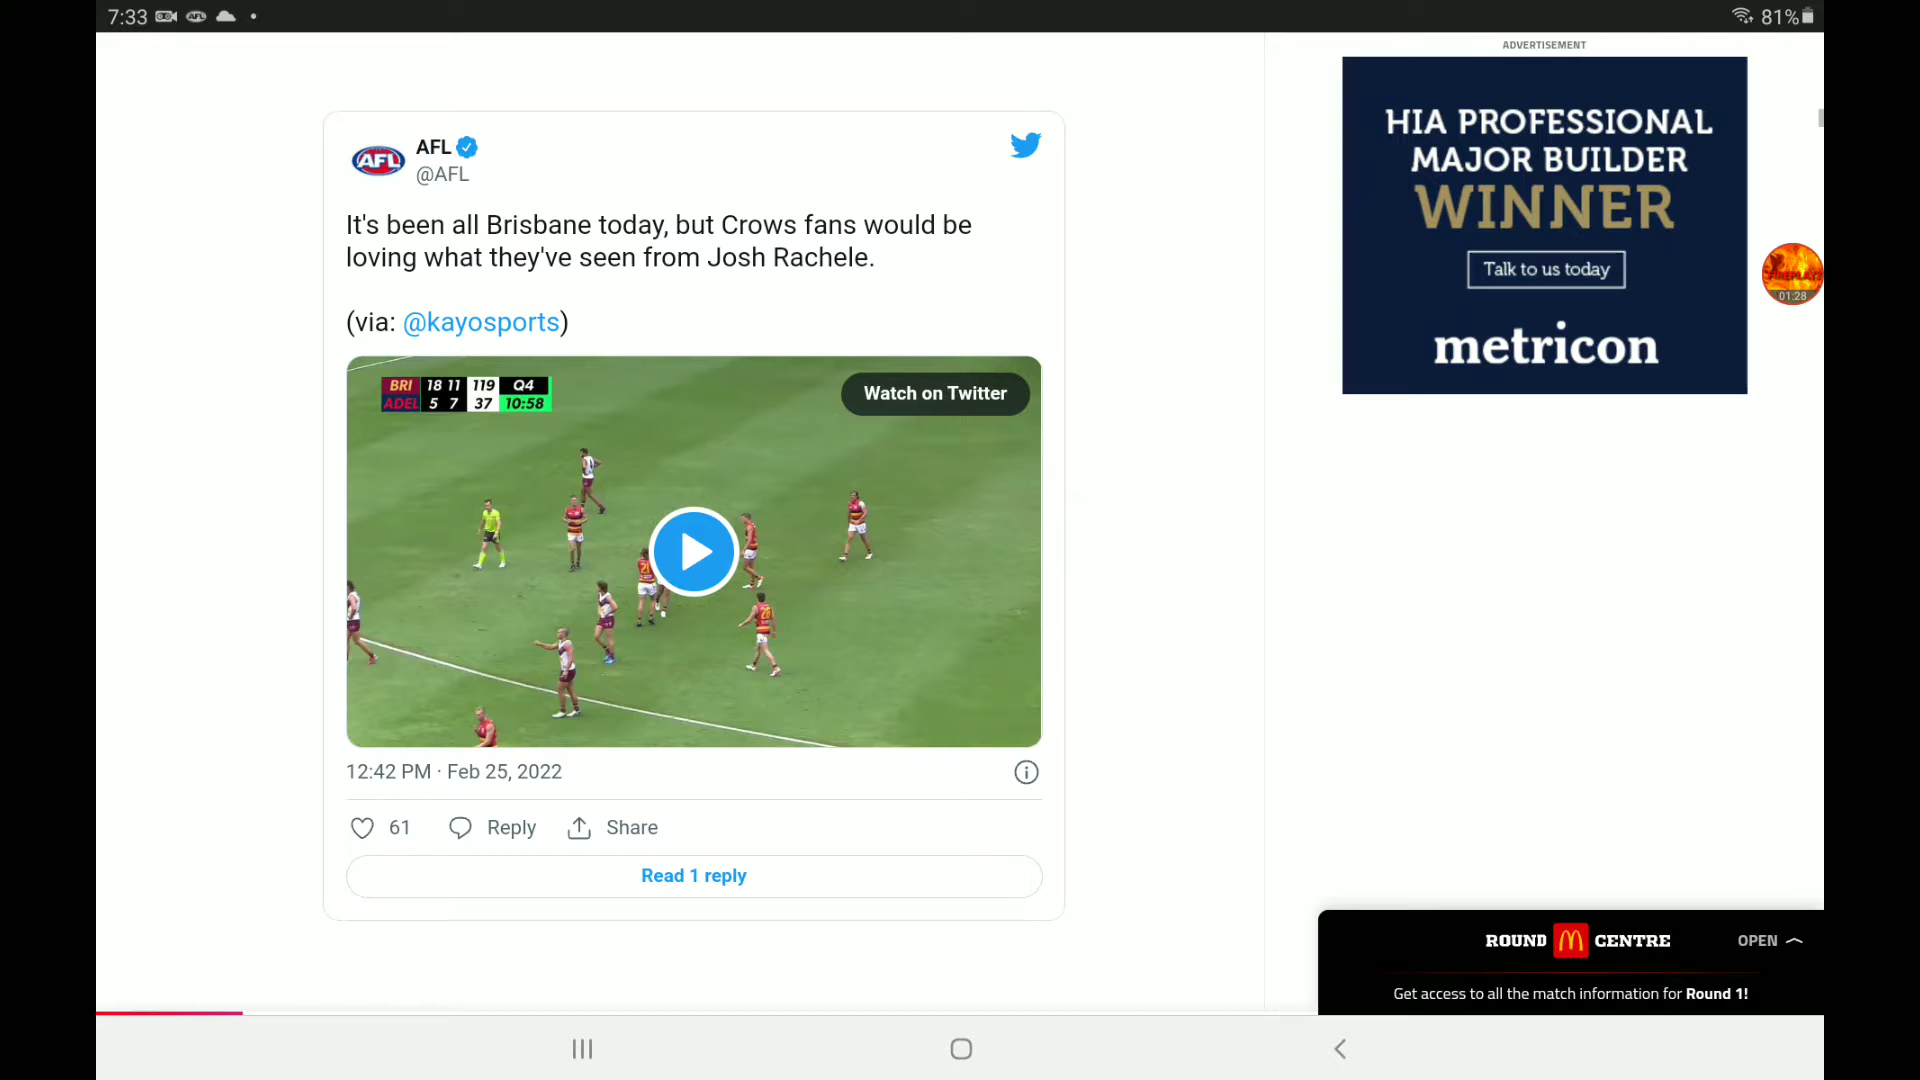 7:33
81%
ADVERTISEMENT
HIA PROFESSIONAL
MAJOR BUILDER
WINNER
Talk to us today
metricon
01:28
AFL
AFL
@AFL
It's been all Brisbane today, but Crows fans would be
loving what they've seen from Josh Rachele.
(via: @kayosports)
BRI 18 11 119 Q4
ADEL 5 7 37 10:58
Watch on Twitter
12:42 PM · Feb 25, 2022
61 Reply Share
Read 1 reply
ROUND CENTRE OPEN
Get access to all the match information for Round 1!